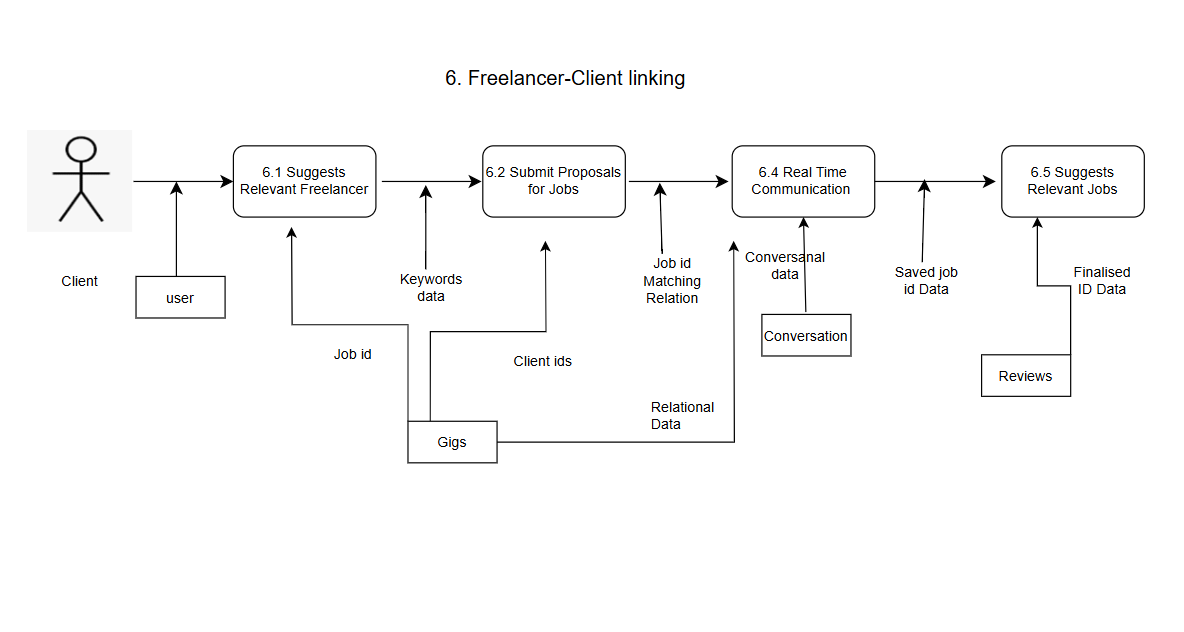 6. Freelancer-Client linking
6.1 Suggests
Relevant Freelancer
6.2 Submit Proposals
for Jobs
6.4 Real Time
Communication
6.5 Suggests
Relevant Jobs
Client
user
Keywords
data
Job id
Matching
Relation
Conversanal
data
Saved job
id Data
Finalised
ID Data
Conversation
Job id
Client ids
Reviews
Relational
Data
Gigs